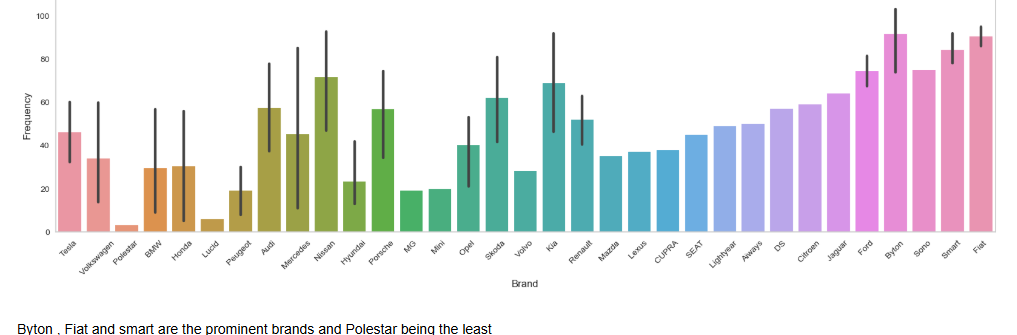 100
80
60
40
20
0
Frequency
Tesla Volkswagen Polestar BMW Honda Lucid Peugeot Audi Mercedes Nissan Hyundai Porsche MG Mini Opel Skoda Volvo Kia Renault Mazda Lexus CUPRA SEAT Lightyear Aiways DS Citroen Jaguar Ford Byton Sono Smart Fiat
Brand
Byton , Fiat and smart are the prominent brands and Polestar being the least